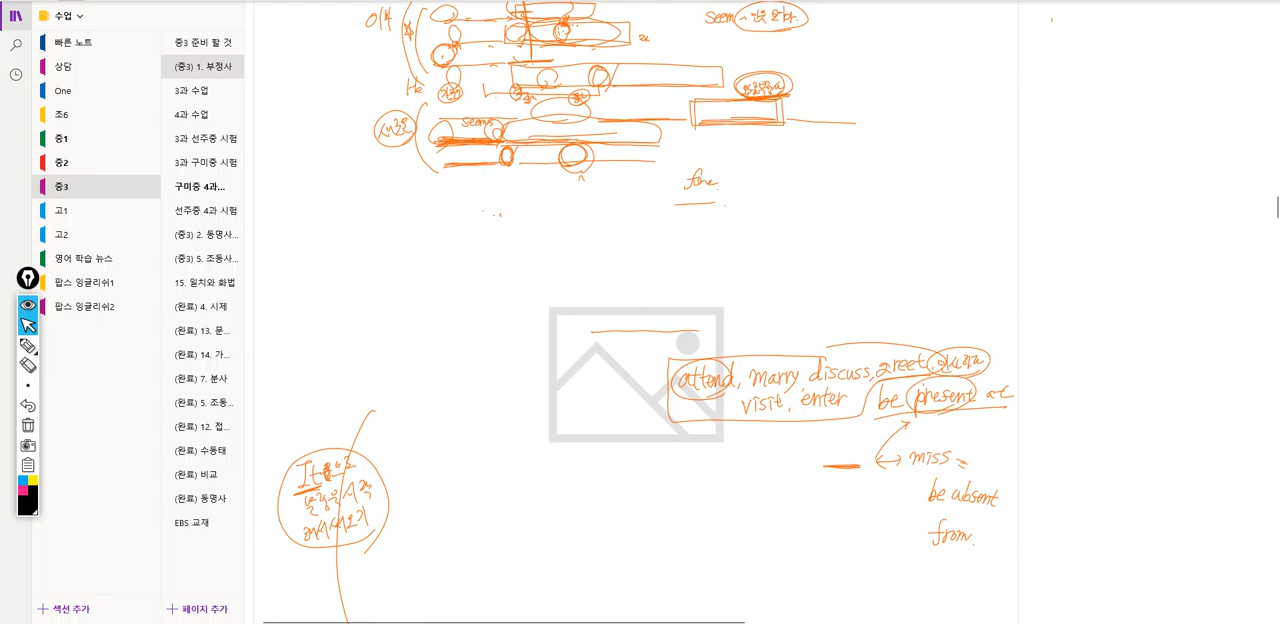 수업
빠른 노트
상담
One
초6
중1
중2
중3
고1
고2
영어 학습 뉴스
팝스 잉글리쉬1
팝스 잉글리쉬2
섹션 추가
중3 준비 할 것
(중3) 1. 부정사
3과 수업
4과 수업
3과 선주중 시험
3과 구미중 시험
구미중 4과...
선주중 4과 시험
(중3) 2. 동명사...
(중3) 5. 조동사...
15. 일치와 화법
(완료) 4. 시제
(완료) 13. 문...
(완료) 14. 가...
(완료) 7. 분사
(완료) 5. 조동...
(완료) 12. 접...
(완료) 수동태
(완료) 비교
(완료) 동명사
EBS 교재
페이지 추가
seem
He
seems
n
fone
attend, marry discuss, greet 인사하다
visit, enter
be present at
miss =
be absent
from.
It